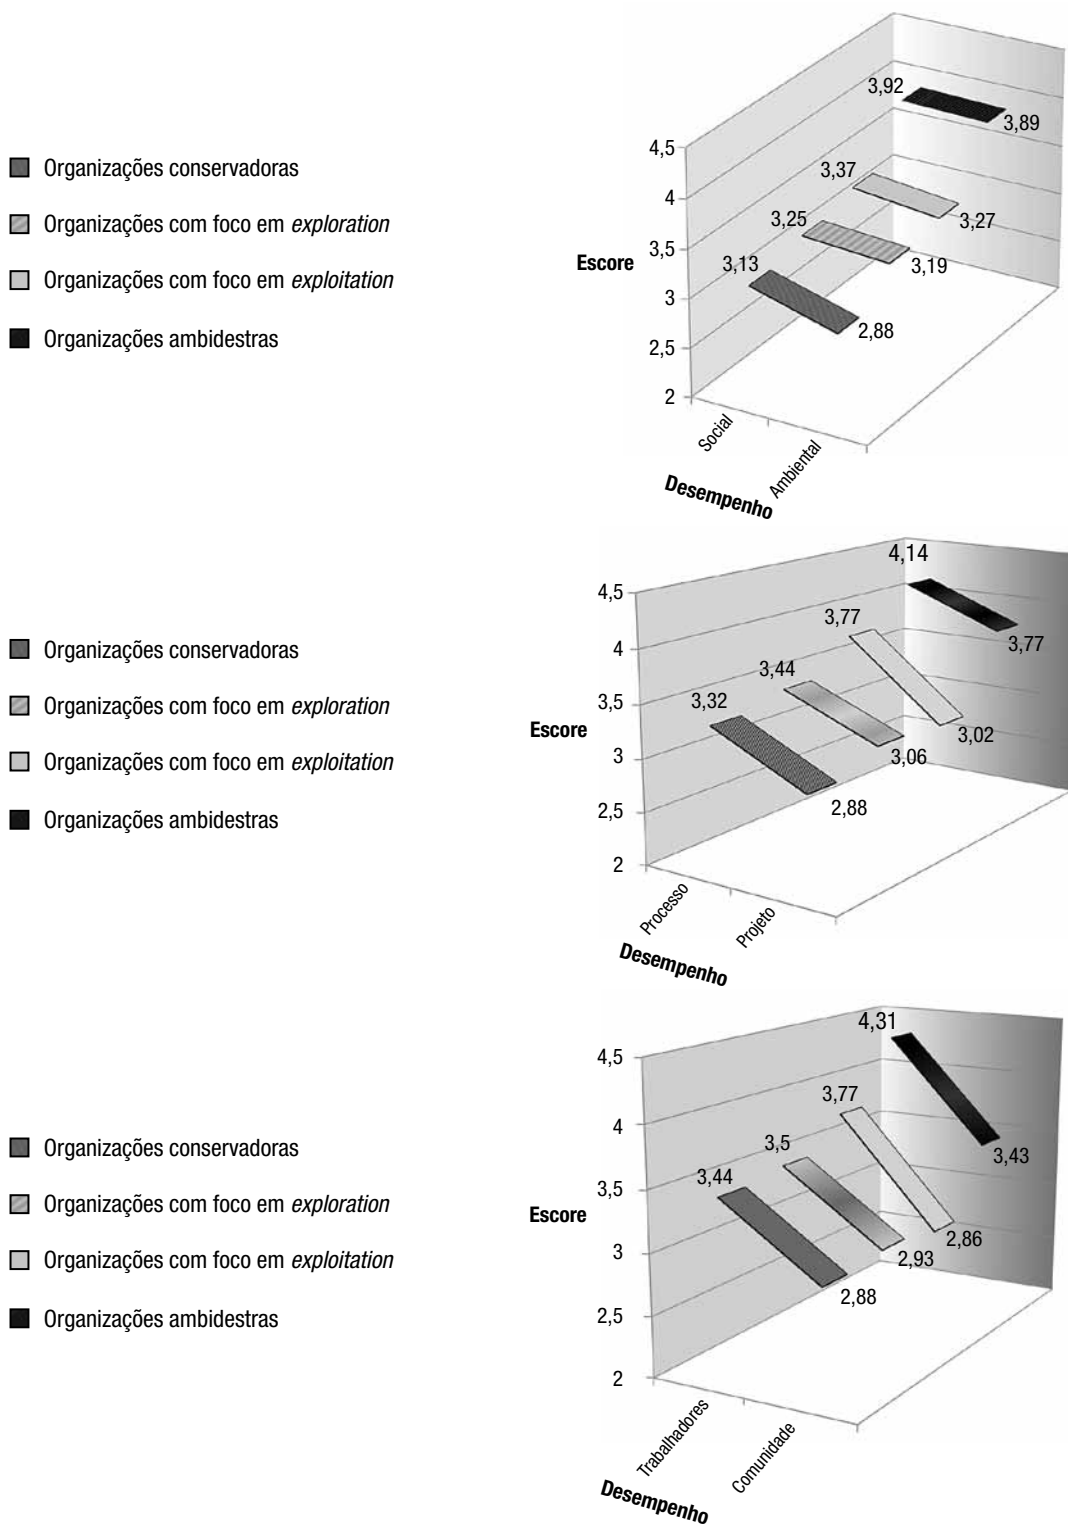 Organizações conservadoras
Organizações com foco em exploration
Organizações com foco em exploitation
Organizações ambidestras
4,5
4
3,5
3
2,5
2
Escore
3,92
3,89
3,37
3,27
3,25
3,19
3,13
2,88
Social
Ambiental
Desempenho
Organizações conservadoras
Organizações com foco em exploration
Organizações com foco em exploitation
Organizações ambidestras
4,5
4
3,5
3
2,5
2
Escore
4,14
3,77
3,77
3,02
3,44
3,06
3,32
2,88
Processo
Projeto
Desempenho
Organizações conservadoras
Organizações com foco em exploration
Organizações com foco em exploitation
Organizações ambidestras
4,5
4
3,5
3
2,5
2
Escore
4,31
3,43
3,77
2,86
3,5
2,93
3,44
2,88
Trabalhadores
Comunidade
Desempenho